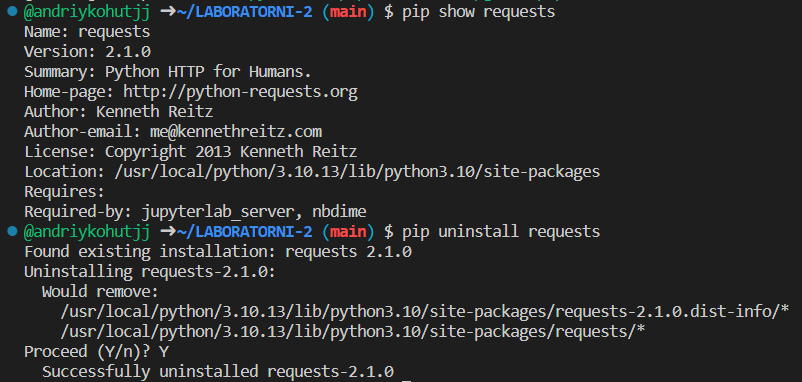 @andriykohutjj ➜~/LABORATORNI-2 (main) $ pip show requests
Name: requests
Version: 2.1.0
Summary: Python HTTP for Humans.
Home-page: http://python-requests.org
Author: Kenneth Reitz
Author-email: me@kennethreitz.com
License: Copyright 2013 Kenneth Reitz
Location: /usr/local/python/3.10.13/lib/python3.10/site-packages
Requires:
Required-by: jupyterlab_server, nbdime
@andriykohutjj ➜~/LABORATORNI-2 (main) $ pip uninstall requests
Found existing installation: requests 2.1.0
Uninstalling requests-2.1.0:
  Would remove:
    /usr/local/python/3.10.13/lib/python3.10/site-packages/requests-2.1.0.dist-info/*
    /usr/local/python/3.10.13/lib/python3.10/site-packages/requests/*
Proceed (Y/n)? Y
  Successfully uninstalled requests-2.1.0